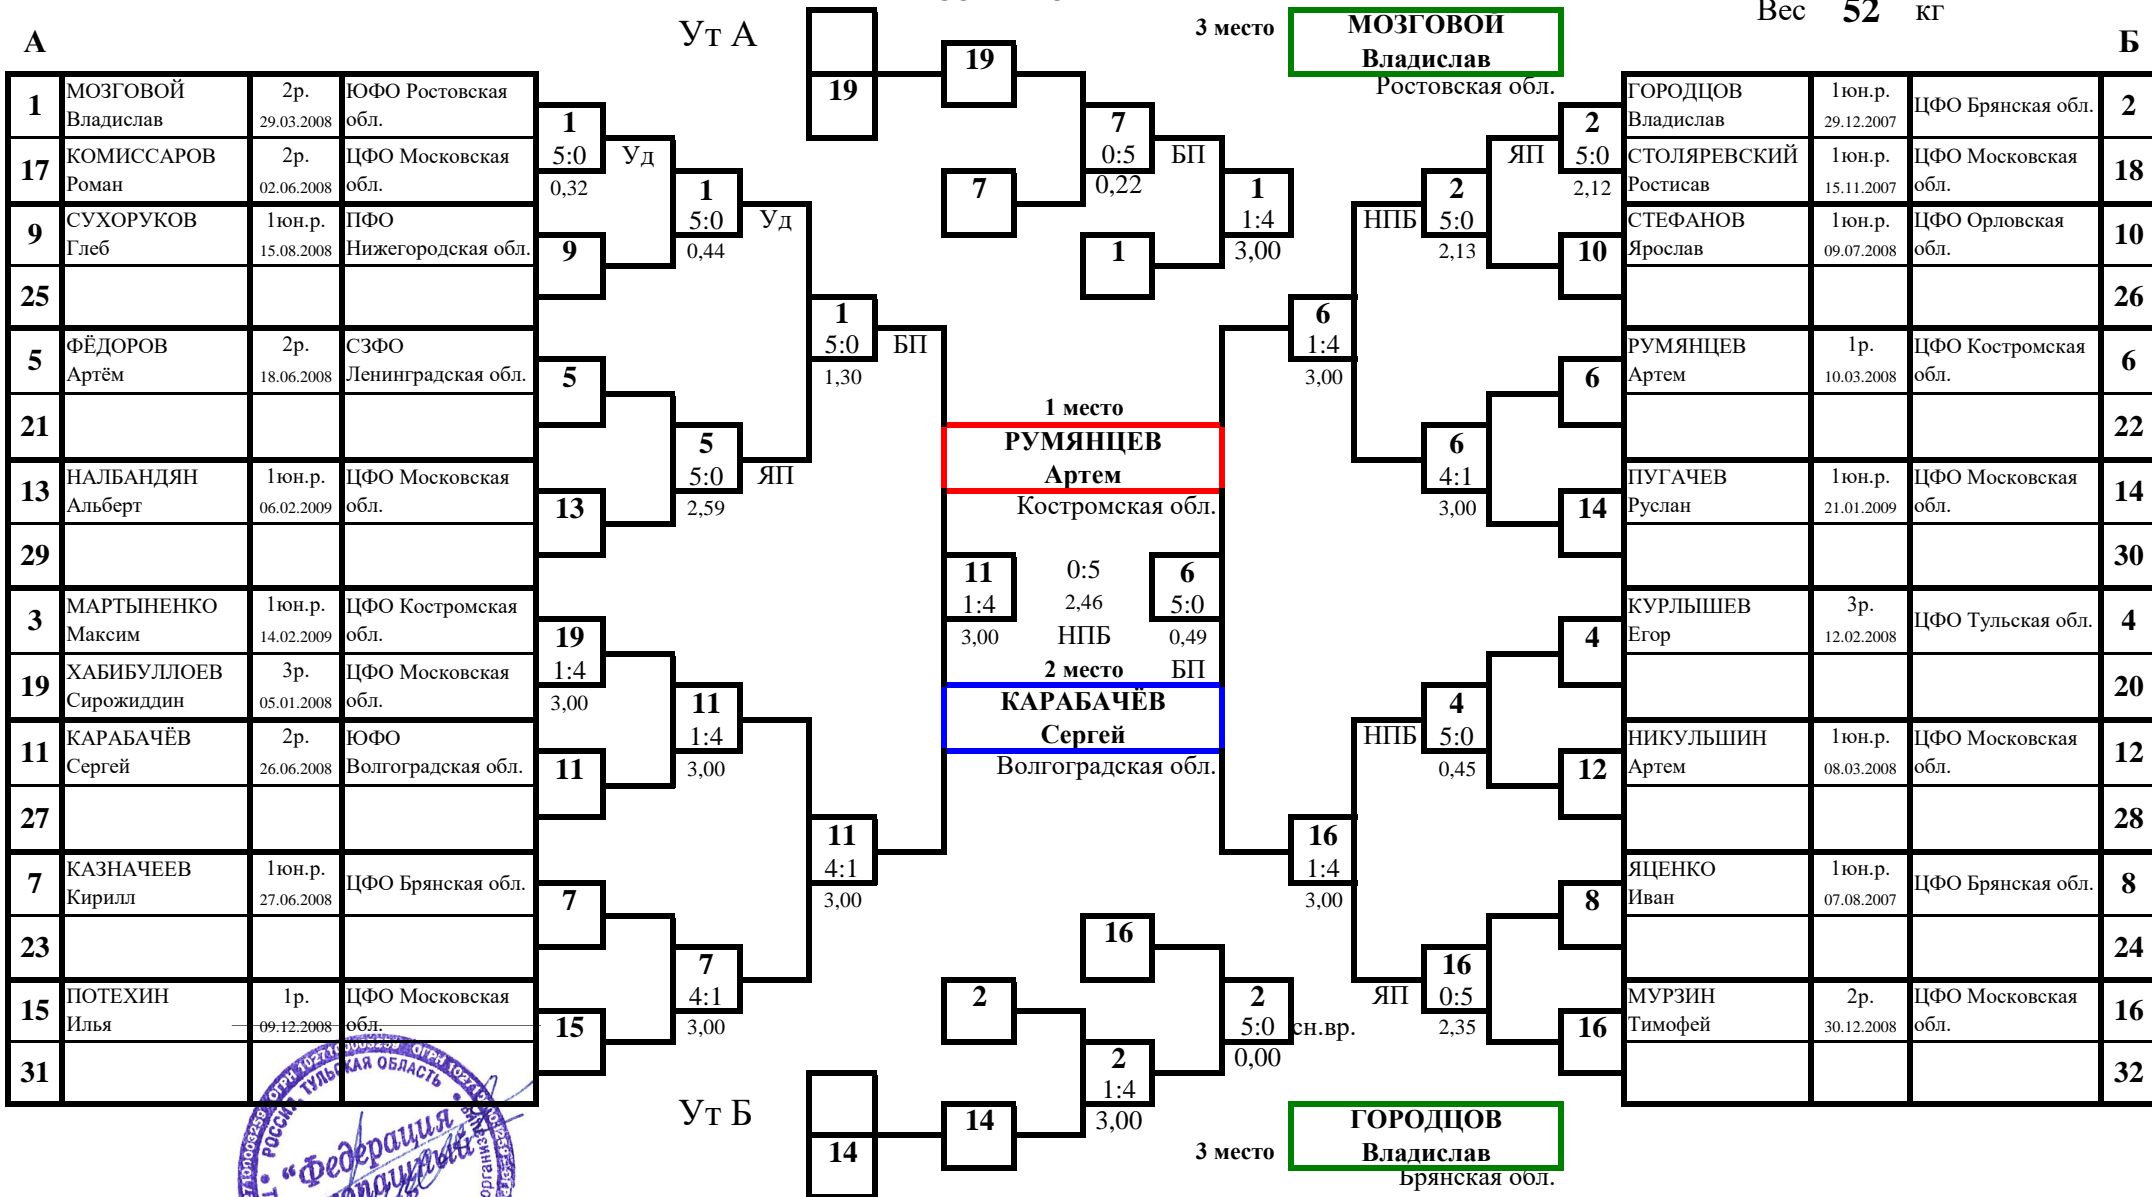 Вес 52 кг
А
Ут А
3 место
МОЗГОВОЙ
Владислав
Ростовская обл.
Б
1 МОЗГОВОЙ Владислав 2р. 29.03.2008 ЮФО Ростовская обл.
17 КОМИССАРОВ Роман 2р. 02.06.2008 ЦФО Московская обл.
9 СУХОРУКОВ Глеб 1юн.р. 15.08.2008 ПФО Нижегородская обл.
25
5 ФЁДОРОВ Артём 2р. 18.06.2008 СЗФО Ленинградская обл.
21
13 НАЛБАНДЯН Альберт 1юн.р. 06.02.2009 ЦФО Московская обл.
29
3 МАРТЫНЕНКО Максим 1юн.р. 14.02.2009 ЦФО Костромская обл.
19 ХАБИБУЛЛОЕВ Сирожиддин 3р. 05.01.2008 ЦФО Московская обл.
11 КАРАБАЧЁВ Сергей 2р. 26.06.2008 ЮФО Волгоградская обл.
27
7 КАЗНАЧЕЕВ Кирилл 1юн.р. 27.06.2008 ЦФО Брянская обл.
23
15 ПОТЕХИН Илья 1р. 09.12.2008 ЦФО Московская обл.
31
1
5:0 Уд
0,32
9
5
13
19
1:4
3,00
11
7
15
1
5:0 Уд
0,44
5
5:0 ЯП
2,59
11
1:4
3,00
7
4:1
3,00
1
5:0 БП
1,30
11
4:1
3,00
19
19
7
7
0:5 БП
0,22
1
1
1:4
3,00
1 место
РУМЯНЦЕВ
Артем
Костромская обл.
11 0:5 6
1:4 2,46 5:0
3,00 НПБ 0,49
2 место БП
КАРАБАЧЁВ
Сергей
Волгоградская обл.
6
1:4
3,00
16
1:4
3,00
НПБ 2
5:0
2,13
6
4:1
3,00
НПБ 4
5:0
0,45
16
ЯП 0:5
2,35
2
ЯП 5:0
2,12
10
6
14
4
12
8
16
ГОРОДЦОВ Владислав 1юн.р. 29.12.2007 ЦФО Брянская обл. 2
СТОЛЯРЕВСКИЙ Ростисав 1юн.р. 15.11.2007 ЦФО Московская обл. 18
СТЕФАНОВ Ярослав 1юн.р. 09.07.2008 ЦФО Орловская обл. 10
26
РУМЯНЦЕВ Артем 1р. 10.03.2008 ЦФО Костромская обл. 6
22
ПУГАЧЕВ Руслан 1юн.р. 21.01.2009 ЦФО Московская обл. 14
30
КУРЛЫШЕВ Егор 3р. 12.02.2008 ЦФО Тульская обл. 4
20
НИКУЛЬШИН Артем 1юн.р. 08.03.2008 ЦФО Московская обл. 12
28
ЯЦЕНКО Иван 1юн.р. 07.08.2007 ЦФО Брянская обл. 8
24
МУРЗИН Тимофей 2р. 30.12.2008 ЦФО Московская обл. 16
32
Ут Б
14
14
2
2
1:4
3,00
16
2
5:0 сн.вр.
0,00
3 место
ГОРОДЦОВ
Владислав
Брянская обл.
РОССИЯ, ТУЛЬСКАЯ ОБЛАСТЬ
"Федерация